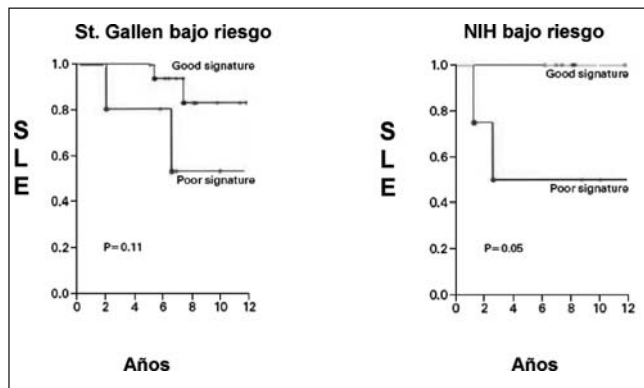 St. Gallen bajo riesgo
1.0
0.8
0.6
0.4
0.2
0.0
S
L
E
Good signature
Poor signature
P=0.11
0 2 4 6 8 10 12
Años
NIH bajo riesgo
1.0
0.8
0.6
0.4
0.2
0.0
S
L
E
Good signature
Poor signature
P=0.05
0 2 4 6 8 10 12
Años